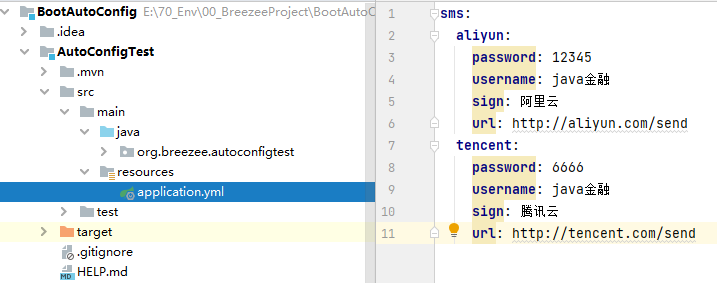 BootAutoConfig E:\70_Env\00_BreezeeProject\BootAutoC
.idea
AutoConfigTest
.mvn
src
main
java
org.breezee.autoconfigtest
resources
application.yml
test
target
.gitignore
HELP.md
1 sms:
2 aliyun:
3 password: 12345
4 username: java金融
5 sign: 阿里云
6 url: http://aliyun.com/send
7 tencent:
8 password: 6666
9 username: java金融
10 sign: 腾讯云
11 url: http://tencent.com/send